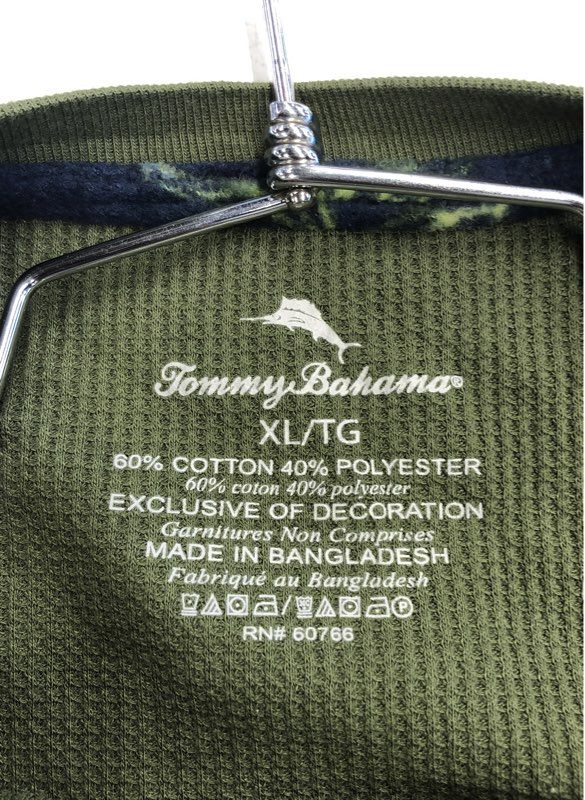 Tommy Bahama®
XL/TG
60% COTTON 40% POLYESTER
60% coton 40% polyester
EXCLUSIVE OF DECORATION
Garnitures Non Comprises
MADE IN BANGLADESH
Fabriqué au Bangladesh
RN# 60766